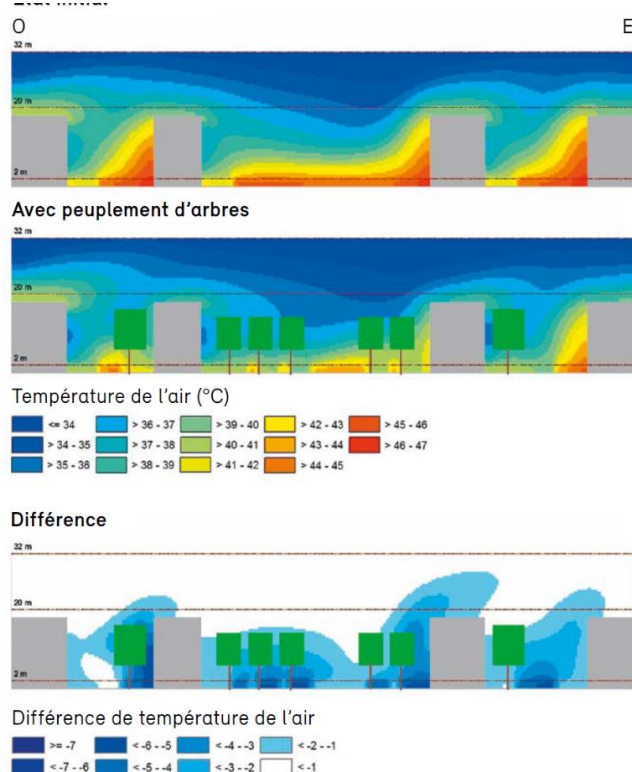 État initial
O E
32 m
20 m
2 m
Avec peuplement d'arbres
32 m
20 m
2 m
Température de l'air (°C)
<= 34 > 36 - 37 > 39 - 40 > 42 - 43 > 45 - 46
> 34 - 35 > 37 - 38 > 40 - 41 > 43 - 44 > 46 - 47
> 35 - 36 > 38 - 39 > 41 - 42 > 44 - 45
Différence
32 m
20 m
2 m
Différence de température de l'air
>= -7 < -6 - -5 < -4 - -3 < -2 - -1
< -7 - -6 < -5 - -4 < -3 - -2 < -1